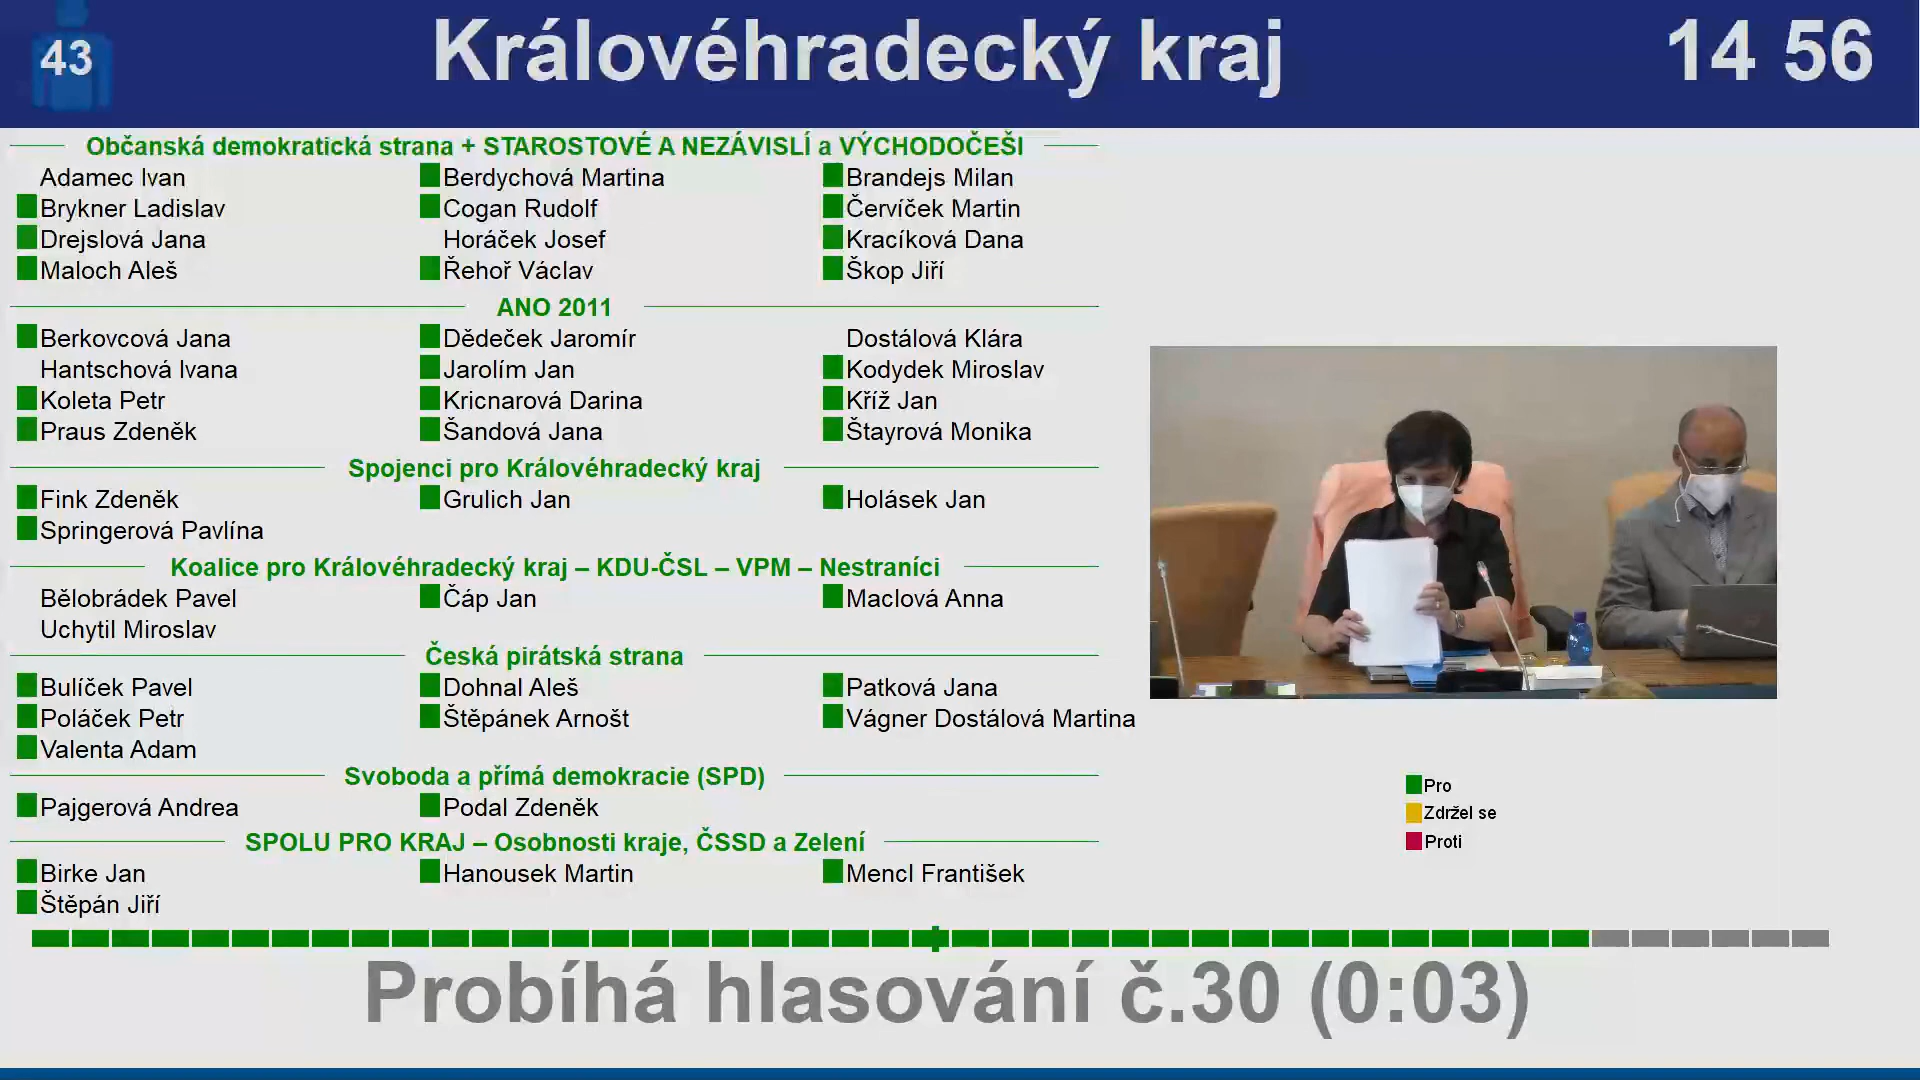 43 Královéhradecký kraj 14 56
Občanská demokratická strana + STAROSTOVÉ A NEZÁVISLÍ a VÝCHODOČEŠI
Adamec Ivan Berdychová Martina Brandejs Milan
Brykner Ladislav Cogan Rudolf Červíček Martin
Drejslová Jana Horáček Josef Kracíková Dana
Maloch Aleš Řehoř Václav Škop Jiří
ANO 2011
Berkovcová Jana Dědeček Jaromír Dostálová Klára
Hantschová Ivana Jarolím Jan Kodydek Miroslav
Koleta Petr Kricnarová Darina Kříž Jan
Praus Zdeněk Šandová Jana Štayrová Monika
Spojenci pro Královéhradecký kraj
Fink Zdeněk Grulich Jan Holásek Jan
Springerová Pavlína
Koalice pro Královéhradecký kraj – KDU-ČSL – VPM – Nestraníci
Bělobrádek Pavel Čáp Jan Maclová Anna
Uchytil Miroslav
Česká pirátská strana
Bulíček Pavel Dohnal Aleš Patková Jana
Poláček Petr Štěpánek Arnošt Vágner Dostálová Martina
Valenta Adam
Svoboda a přímá demokracie (SPD)
Pajgerová Andrea Podal Zdeněk
SPOLU PRO KRAJ – Osobnosti kraje, ČSSD a Zelení
Birke Jan Hanousek Martin Mencl František
Štěpán Jiří
Pro
Zdržel se
Proti
Probíhá hlasování č.30 (0:03)